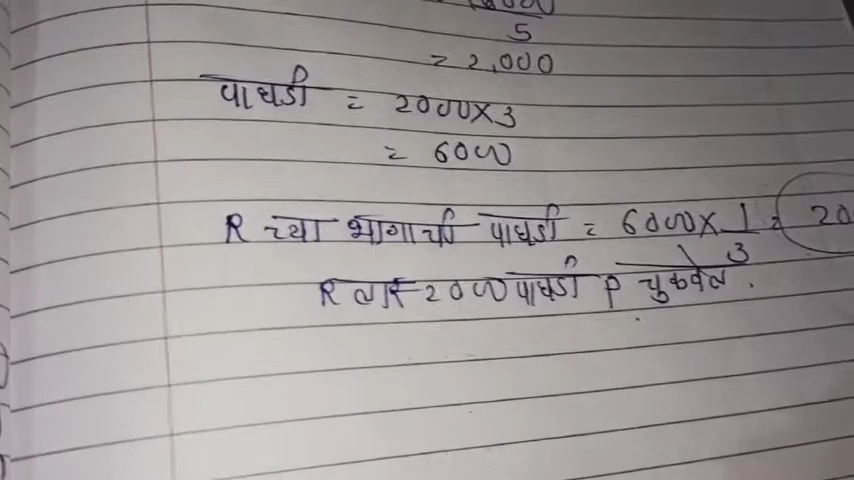 5
= 2,000
पाघडी = 2000×3
= 6000
R च्या भागाची पाघडी = 6000× 1/3 = 20
R लार 2000 पाघडी P चुकवेल .